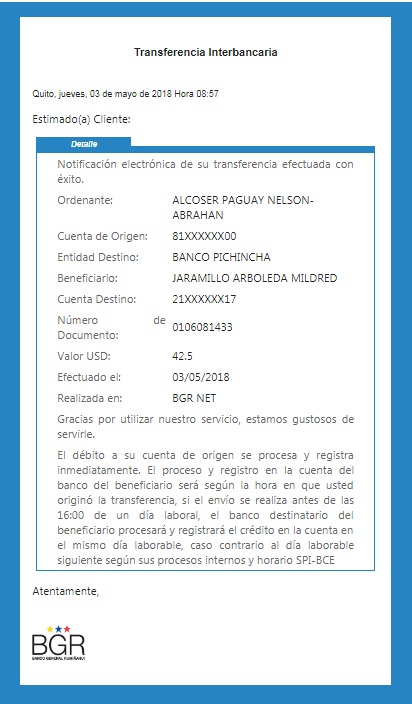 Transferencia Interbancaria
Quito, jueves, 03 de mayo de 2018 Hora 08:57
Estimado(a) Cliente:
Detalle
Notificación electrónica de su transferencia efectuada con
éxito.
Ordenante: ALCOSER PAGUAY NELSON-
ABRAHAN
Cuenta de Origen: 81XXXXXX00
Entidad Destino: BANCO PICHINCHA
Beneficiario: JARAMILLO ARBOLEDA MILDRED
Cuenta Destino: 21XXXXXX17
Número de
Documento: 0106081433
Valor USD: 42.5
Efectuado el: 03/05/2018
Realizada en: BGR NET
Gracias por utilizar nuestro servicio, estamos gustosos de
servirle.
El débito a su cuenta de origen se procesa y registra
inmediatamente. El proceso y registro en la cuenta del
banco del beneficiario será según la hora en que usted
originó la transferencia, si el envío se realiza antes de las
16:00 de un día laboral, el banco destinatario del
beneficiario procesará y registrará el crédito en la cuenta en
el mismo día laborable, caso contrario al día laborable
siguiente según sus procesos internos y horario SPI-BCE
Atentamente,
BGR
BANCO GENERAL RUMIÑAHUI